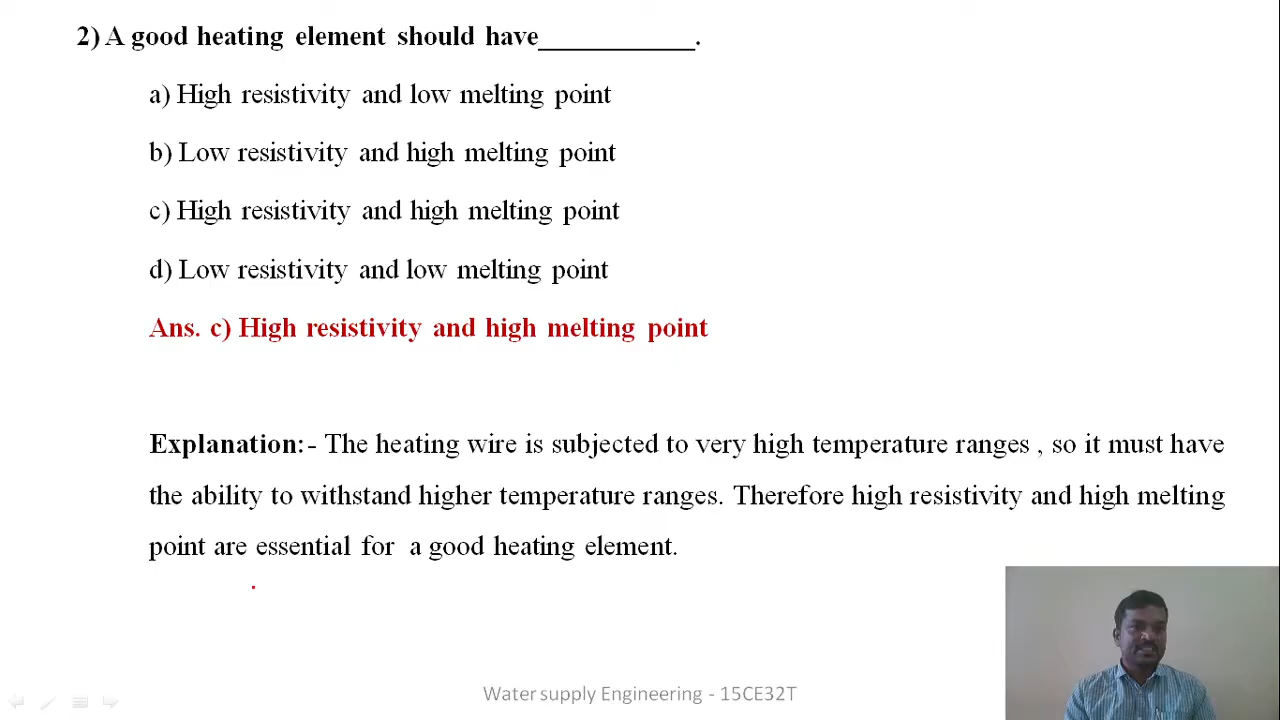 2) A good heating element should have___________.
a) High resistivity and low melting point
b) Low resistivity and high melting point
c) High resistivity and high melting point
d) Low resistivity and low melting point
Ans. c) High resistivity and high melting point
Explanation:- The heating wire is subjected to very high temperature ranges , so it must have
the ability to withstand higher temperature ranges. Therefore high resistivity and high melting
point are essential for a good heating element.
Water supply Engineering - 15CE32T